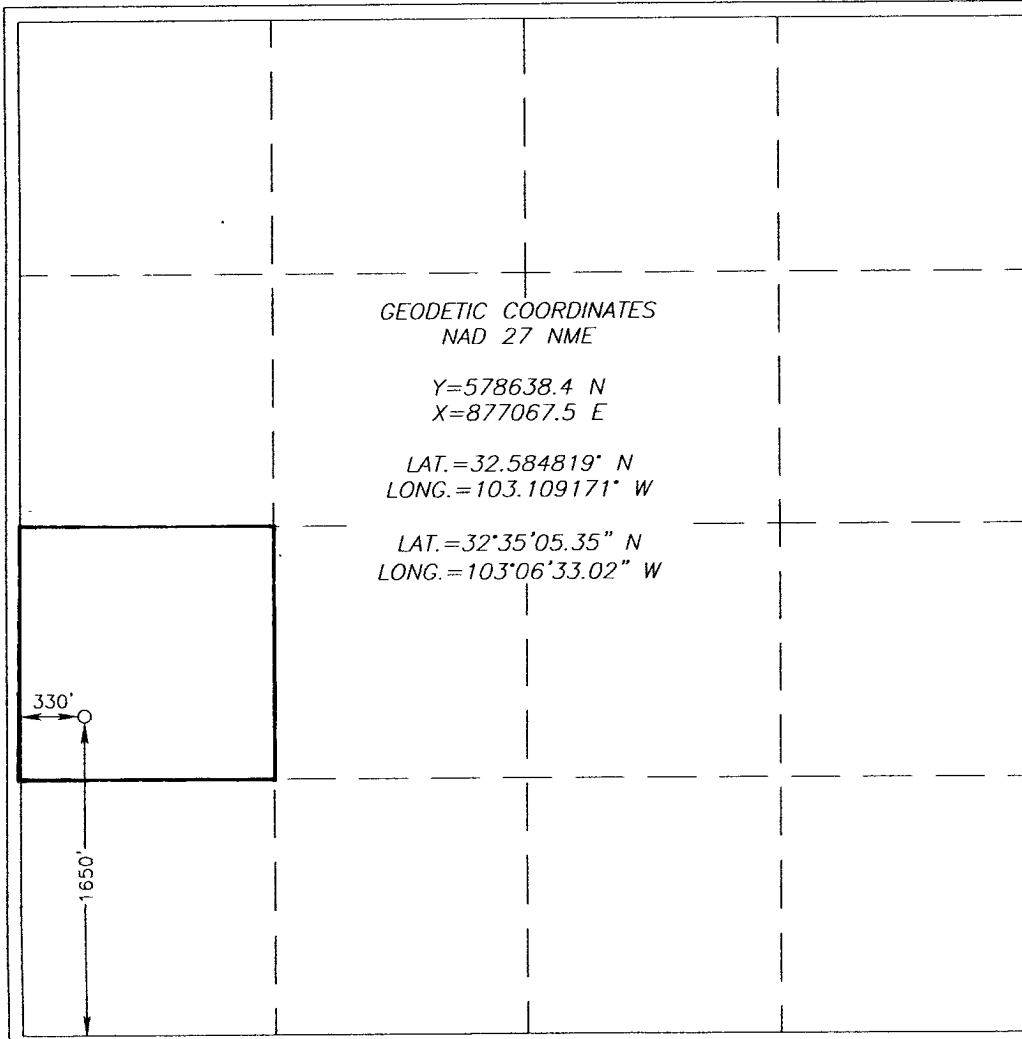 GEODETIC COORDINATES
NAD 27 NME
Y=578638.4 N
X=877067.5 E
LAT.=32.584819° N
LONG.=103.109171° W
LAT.=32°35'05.35" N
LONG.=103°06'33.02" W
330'
1650'